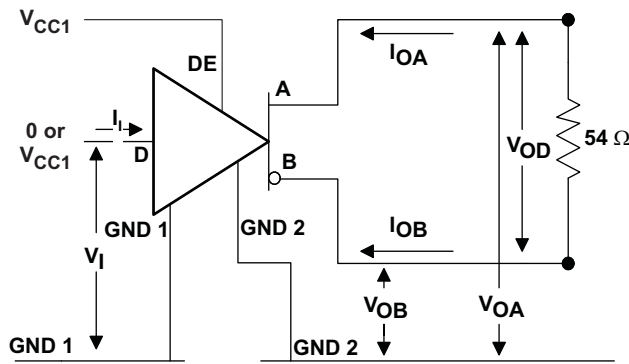 VCC1
DE
IOA
A
II
0 or
VCC1
D
B
VOD
54 Ω
GND 1
GND 2
IOB
VI
VOB
VOA
GND 1
GND 2